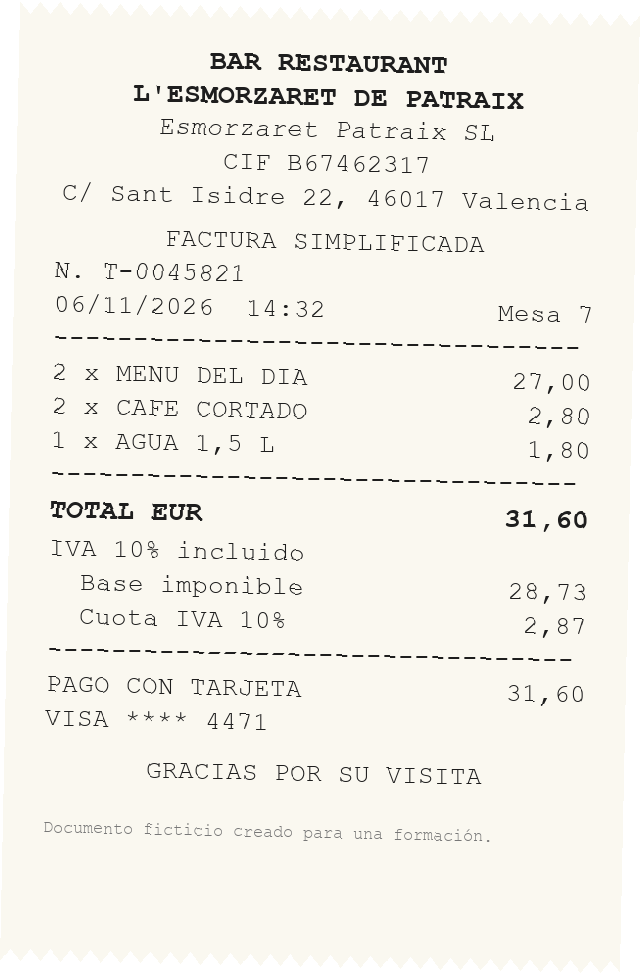 BAR RESTAURANT
L'ESMORZARET DE PATRAIX
Esmorzaret Patraix SL
CIF B67462317
C/ Sant Isidre 22, 46017 Valencia
FACTURA SIMPLIFICADA
N. T-0045821
06/11/2026 14:32 Mesa 7
2 x MENU DEL DIA 27,00
2 x CAFE CORTADO 2,80
1 x AGUA 1,5 L 1,80
TOTAL EUR 31,60
IVA 10% incluido
Base imponible 28,73
Cuota IVA 10% 2,87
PAGO CON TARJETA 31,60
VISA **** 4471
GRACIAS POR SU VISITA
Documento ficticio creado para una formación.